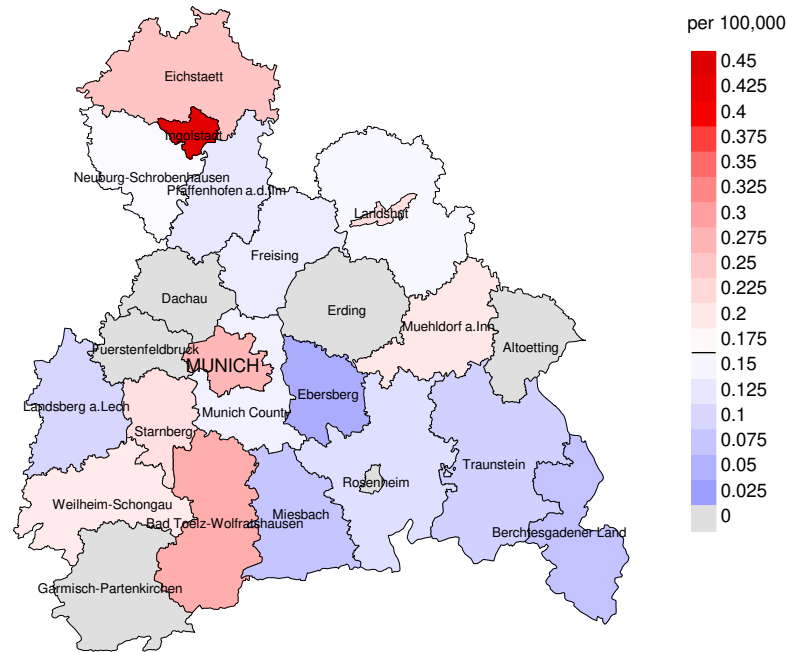 per 100,000
0.45
0.425
0.4
0.375
0.35
0.325
0.3
0.275
0.25
0.225
0.2
0.175
0.15
0.125
0.1
0.075
0.05
0.025
0
Eichstaett
Ingolstadt
Neuburg-Schrobenhausen
Pfaffenhofen a.d.Ilm
Landshut
Freising
Dachau
Erding
Muehldorf a.Inn
Altoetting
Fuerstenfeldbruck
MUNICH
Ebersberg
Landsberg a.Lech
Munich County
Starnberg
Traunstein
Rosenheim
Weilheim-Schongau
Miesbach
Bad Toelz-Wolfratshausen
Berchtesgadener Land
Garmisch-Partenkirchen